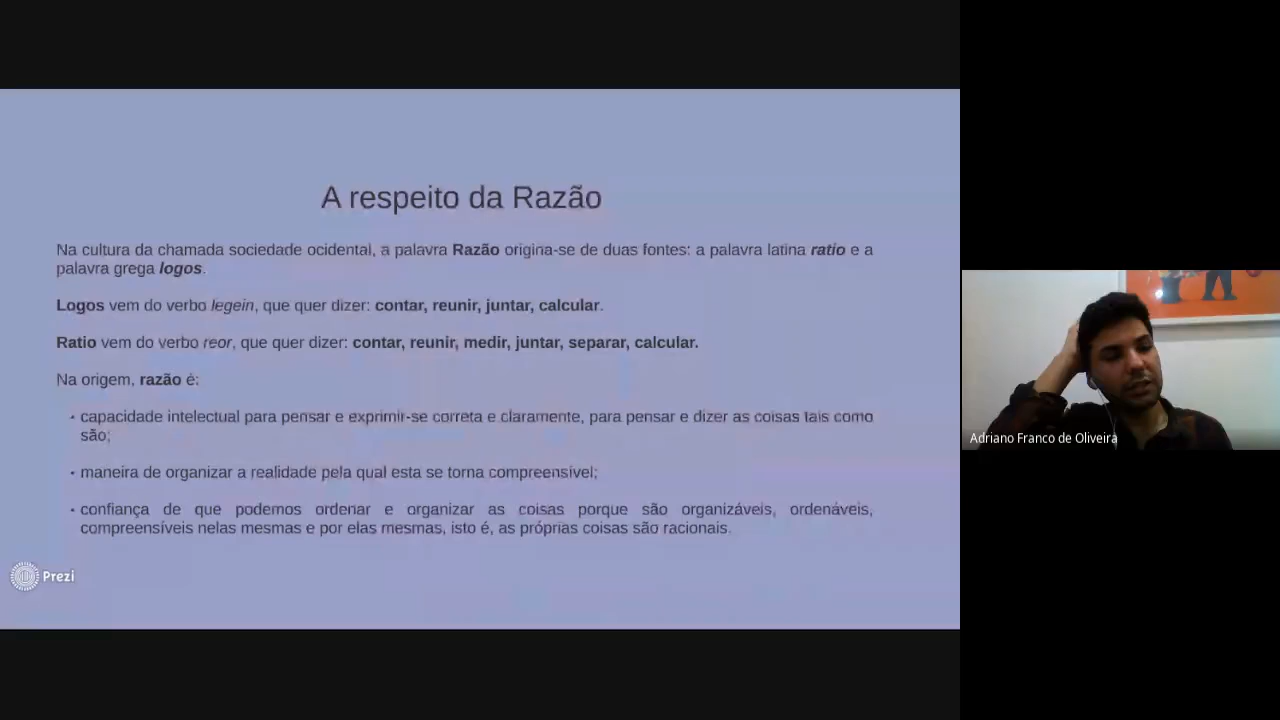 A respeito da Razão
Na cultura da chamada sociedade ocidental, a palavra Razão origina-se de duas fontes: a palavra latina ratio e a
palavra grega logos.
Logos vem do verbo legein, que quer dizer: contar, reunir, juntar, calcular.
Ratio vem do verbo reor, que quer dizer: contar, reunir, medir, juntar, separar, calcular.
Na origem, razão é:
• capacidade intelectual para pensar e exprimir-se correta e claramente, para pensar e dizer as coisas tais como
são;
• maneira de organizar a realidade pela qual esta se torna compreensível;
• confiança de que podemos ordenar e organizar as coisas porque são organizáveis, ordenáveis,
compreensíveis nelas mesmas e por elas mesmas, isto é, as próprias coisas são racionais.
Prezi
Adriano Franco de Oliveira